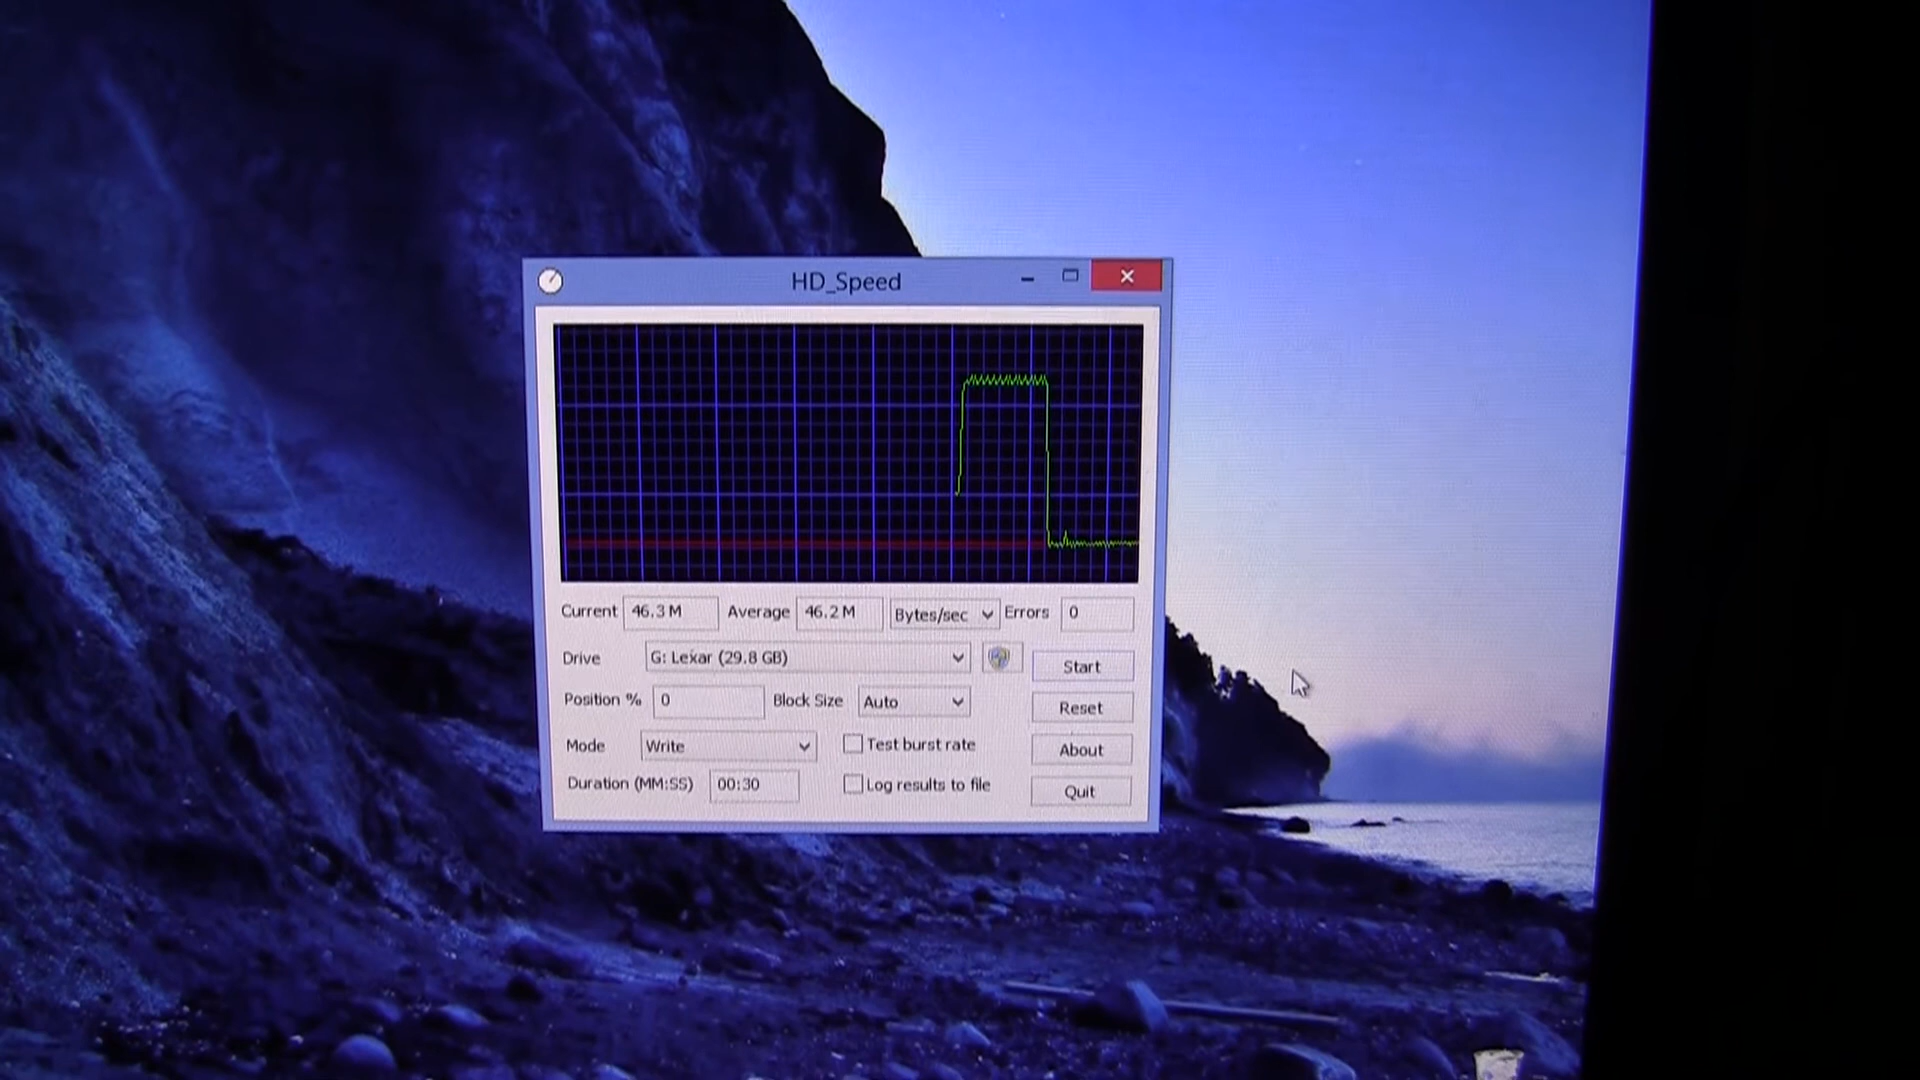 HD_Speed
Current 46.3 M Average 46.2 M Bytes/sec Errors 0
Drive G: Lexar (29.8 GB) Start
Position % 0 Block Size Auto Reset
Mode Write Test burst rate About
Duration (MM:SS) 00:30 Log results to file Quit